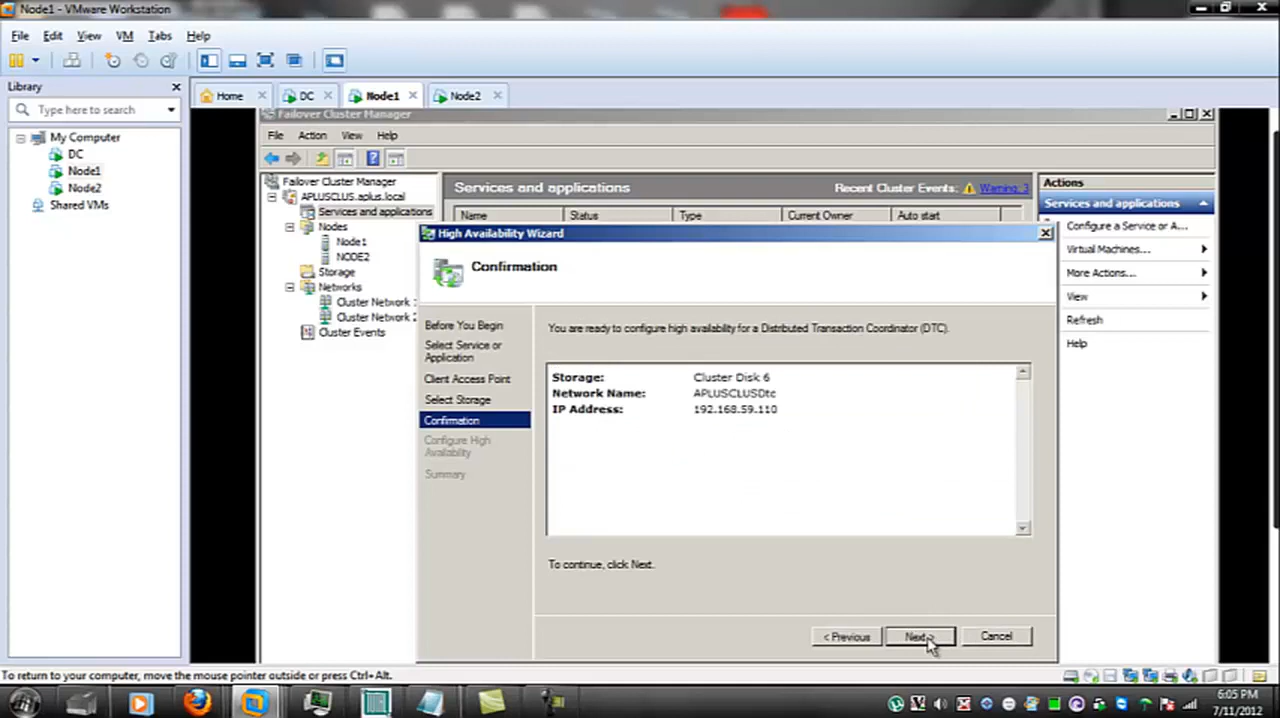 Node1 - VMware Workstation
File Edit View VM Tabs Help
Library
Type here to search
My Computer
DC
Node1
Node2
Shared VMs
Home
DC
Node1
Node2
Failover Cluster Manager
File Action View Help
Failover Cluster Manager
APLUSCLUS.aplus.local
Services and applications
Nodes
Node1
NODE2
Storage
Networks
Cluster Network
Cluster Network
Cluster Events
Services and applications
Recent Cluster Events: Warning: 3
Name Status Type Current Owner Auto start
Actions
Services and applications
Configure a Service or A...
Virtual Machines...
More Actions...
View
Refresh
Help
High Availability Wizard
Confirmation
Before You Begin
Select Service or
Application
Client Access Point
Select Storage
Confirmation
Configure High
Availability
Summary
You are ready to configure high availability for a Distributed Transaction Coordinator (DTC).
Storage: Cluster Disk 6
Network Name: APLUSCLUSDtc
IP Address: 192.168.59.110
To continue, click Next.
< Previous
Next >
Cancel
To return to your computer, move the mouse pointer outside or press Ctrl+Alt.
6:05 PM
7/11/2012